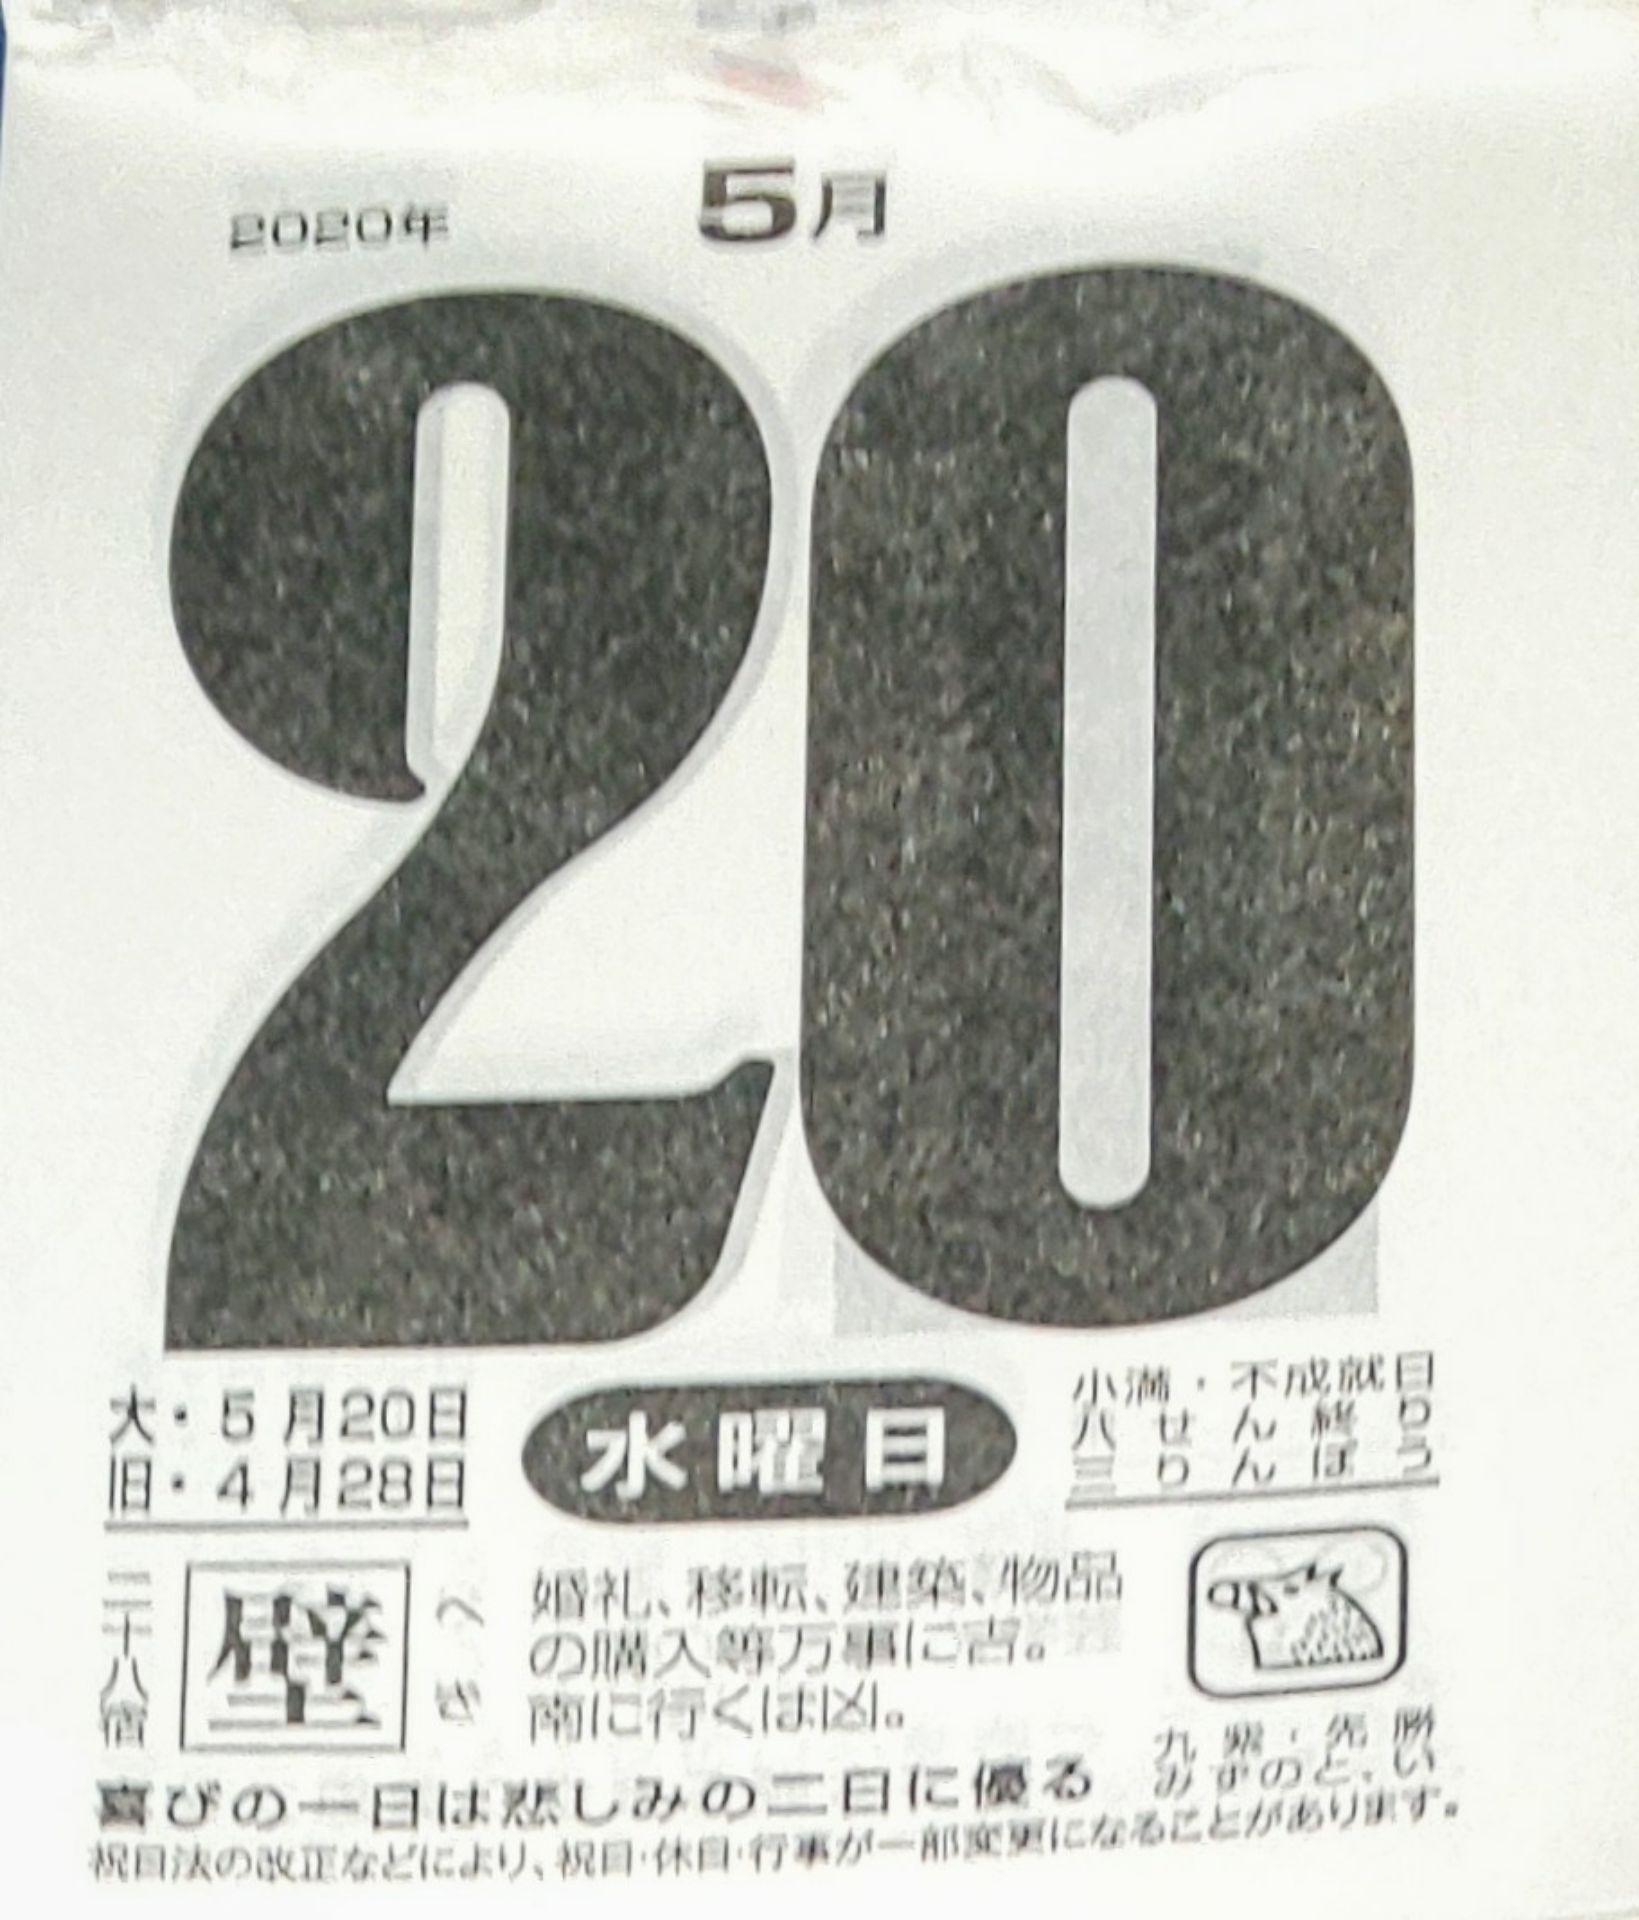 2020年
5月
20
大・5月20日
旧・4月28日
水曜日
小満・不成就日
八せん終り
三りんぼう
二十八宿
壁
へき
婚礼、移転、建築、物品
の購入等万事に吉。
南に行くは凶。
九紫・先勝
みずのと、い
喜びの一日は悲しみの二日に優る
祝日法の改正などにより、祝日・休日・行事が一部変更になることがあります。